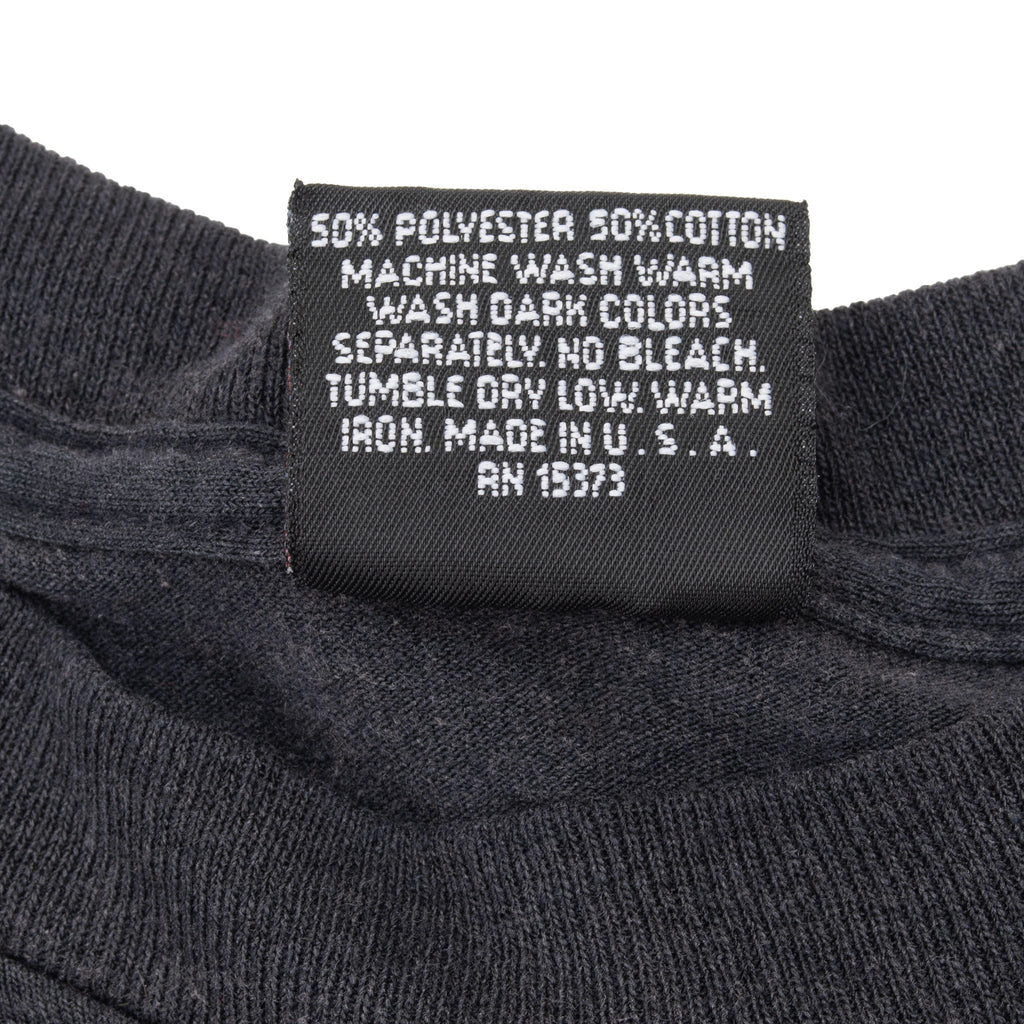 50% POLYESTER 50% COTTON
MACHINE WASH WARM
WASH DARK COLORS
SEPARATELY. NO BLEACH.
TUMBLE DRY LOW. WARM
IRON. MADE IN U.S.A.
RN 15373